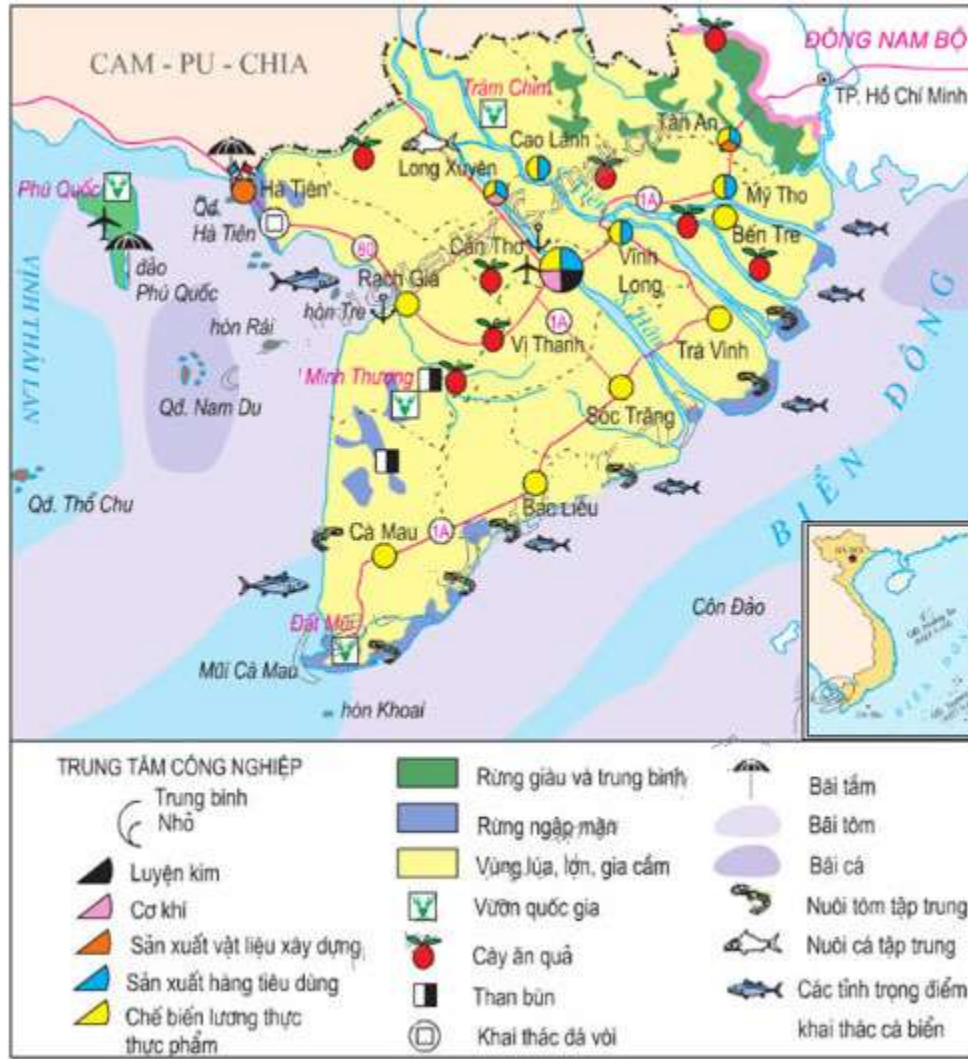 CAM - PU - CHIA
ĐÔNG NAM BỘ
TP. Hồ Chí Minh
Tràm Chim
Cao Lãnh
Tân An
Long Xuyên
Phú Quốc
Hà Tiên
Mỹ Tho
Qđ.
Hà Tiên
1A
Tiền
Bến Tre
Cần Thơ
Vĩnh
Long
đảo
Phú Quốc
80
Rạch Giá
hòn Tre
hòn Rái
1A
Hậu
Vị Thanh
Trà Vinh
VỊNH THÁI LAN
Minh Thượng
Qđ. Nam Du
Sóc Trăng
BIỂN ĐÔNG
Qđ. Thổ Chu
Bạc Liêu
Cà Mau
1A
Côn Đảo
Đất Mũi
Mũi Cà Mau
hòn Khoai
TRUNG TÂM CÔNG NGHIỆP
Trung bình
Nhỏ
Luyện kim
Cơ khí
Sản xuất vật liệu xây dựng
Sản xuất hàng tiêu dùng
Chế biến lương thực
thực phẩm
Rừng giàu và trung bình
Rừng ngập mặn
Vùng lúa, lợn, gia cầm
Vườn quốc gia
Cây ăn quả
Than bùn
Khai thác đá vôi
Bãi tắm
Bãi tôm
Bãi cá
Nuôi tôm tập trung
Nuôi cá tập trung
Các tỉnh trọng điểm
khai thác cá biển